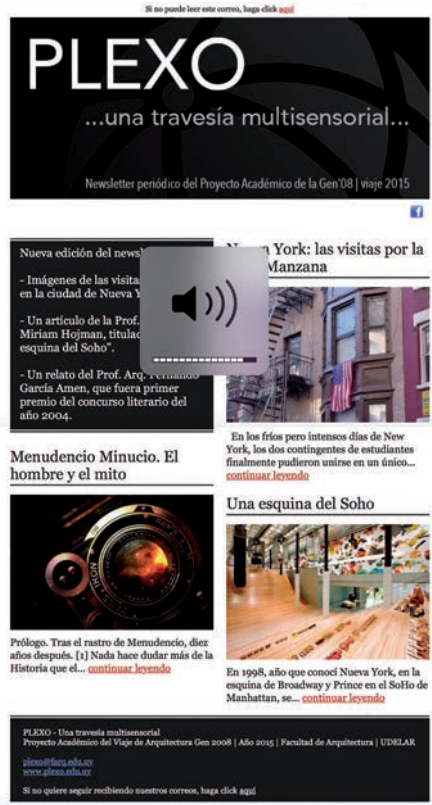 Si no puede leer este correo, haga click aquí
PLEXO
...una travesía multisensorial...
Newsletter periódico del Proyecto Académico de la Gen'08 | viaje 2015
f
Nueva edición del
- Imágenes de las
en la ciudad de Nueva
- Un artículo de la Prof.
Miriam Hojman,
esquina del Soho".
- Un relato del Prof. Arq.
García Amen, que fuera primer
premio del concurso literario del
año 2004.
Menudencio Minucio. El
hombre y el mito
IKON
Prólogo. Tras el rastro de Menudencio, diez
años después. [1] Nada hace dudar más de la
Historia que el... continuar leyendo
York: las visitas por la
Manzana
En los fríos pero intensos días de New
York, los dos contingentes de estudiantes
finalmente pudieron unirse en un único...
continuar leyendo
Una esquina del Soho
En 1998, año que conocí Nueva York, en la
esquina de Broadway y Prince en el SoHo de
Manhattan, se... continuar leyendo
PLEXO - Una travesía multisensorial
Proyecto Académico del Viaje de Arquitectura Gen 2008 | Año 2015 | Facultad de Arquitectura | UDELAR
plexo@farq.edu.uy
www.plexo.edu.uy
Si no quiere seguir recibiendo nuestros correos, haga click aquí